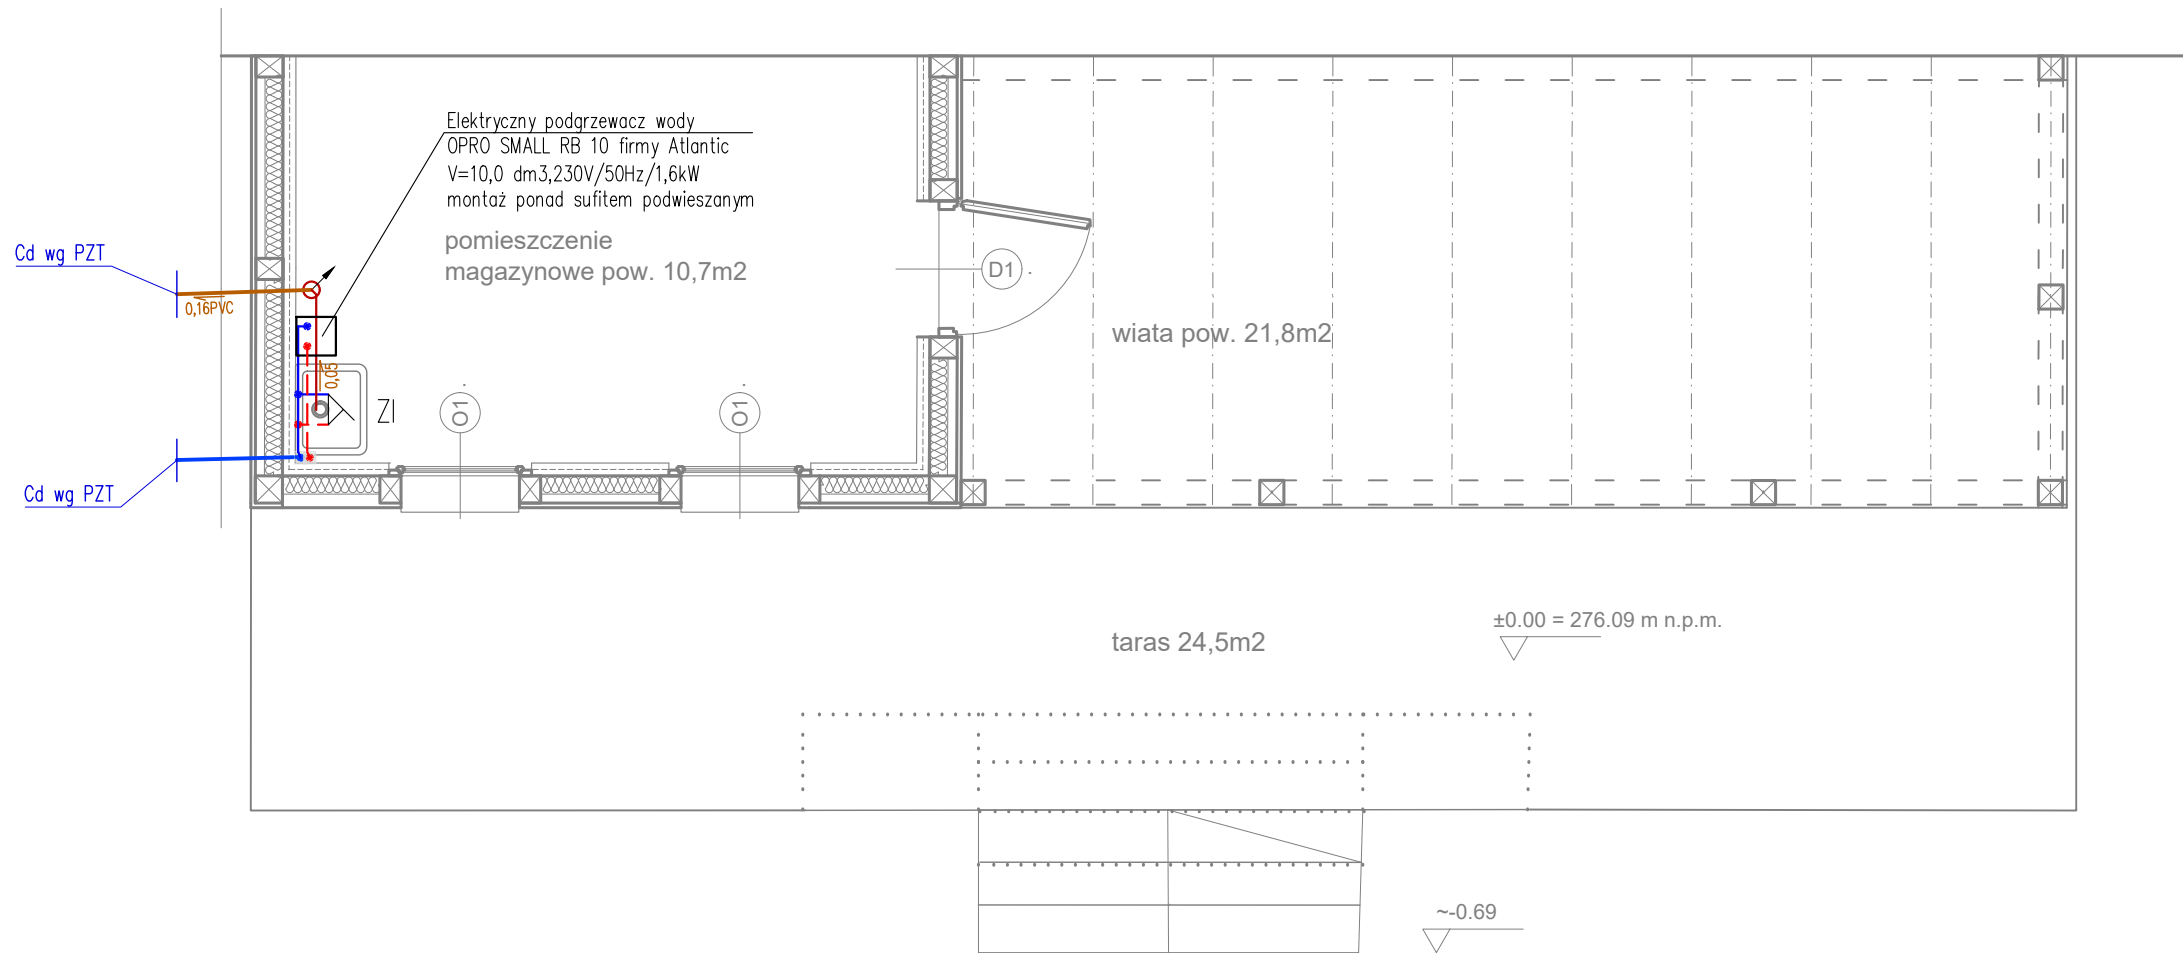 Elektryczny podgrzewacz wody
OPRO SMALL RB 10 firmy Atlantic
V=10,0 dm3,230V/50Hz/1,6kW
montaż ponad sufitem podwieszanym
pomieszczenie
magazynowe pow. 10,7m2
Cd wg PZT
0,16PVC
D1
wiata pow. 21,8m2
0,05
ZI
O1
O1
Cd wg PZT
±0.00 = 276.09 m n.p.m.
taras 24,5m2
~-0.69